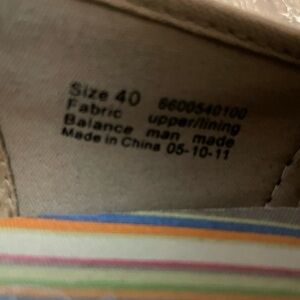 Size 40 6600540100
Fabric upper/lining
Balance man made
Made in China 05-10-11